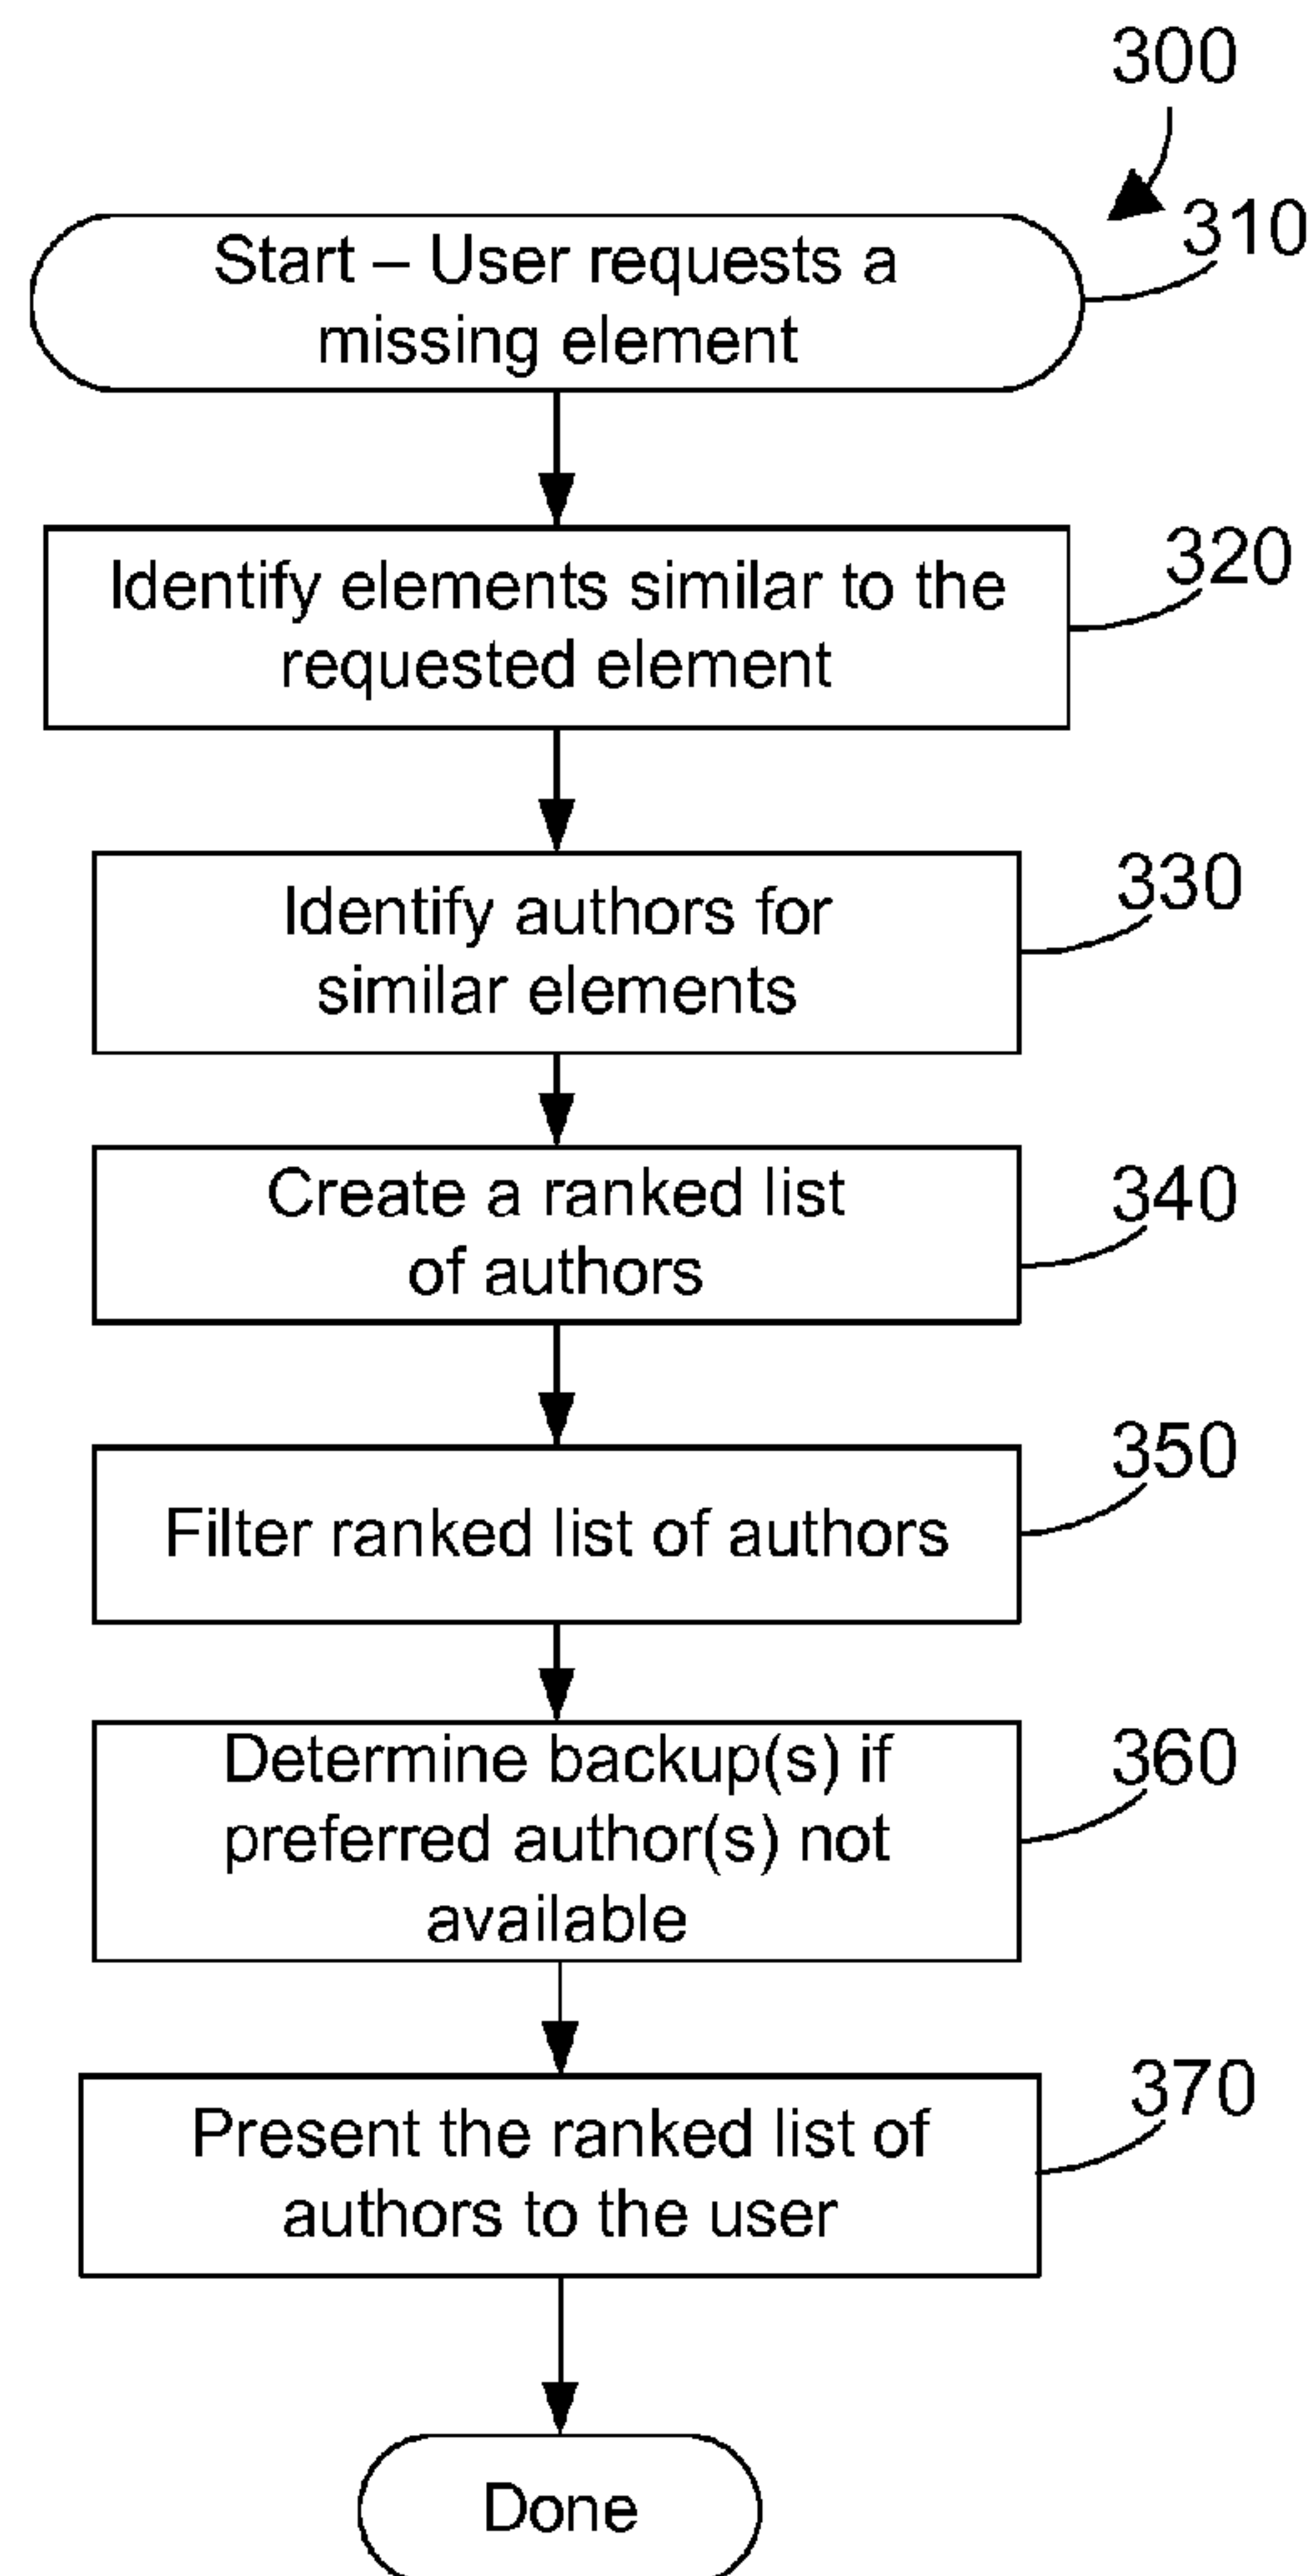 300
310
Start – User requests a
missing element
320
Identify elements similar to the
requested element
330
Identify authors for
similar elements
340
Create a ranked list
of authors
350
Filter ranked list of authors
360
Determine backup(s) if
preferred author(s) not
available
370
Present the ranked list of
authors to the user
Done